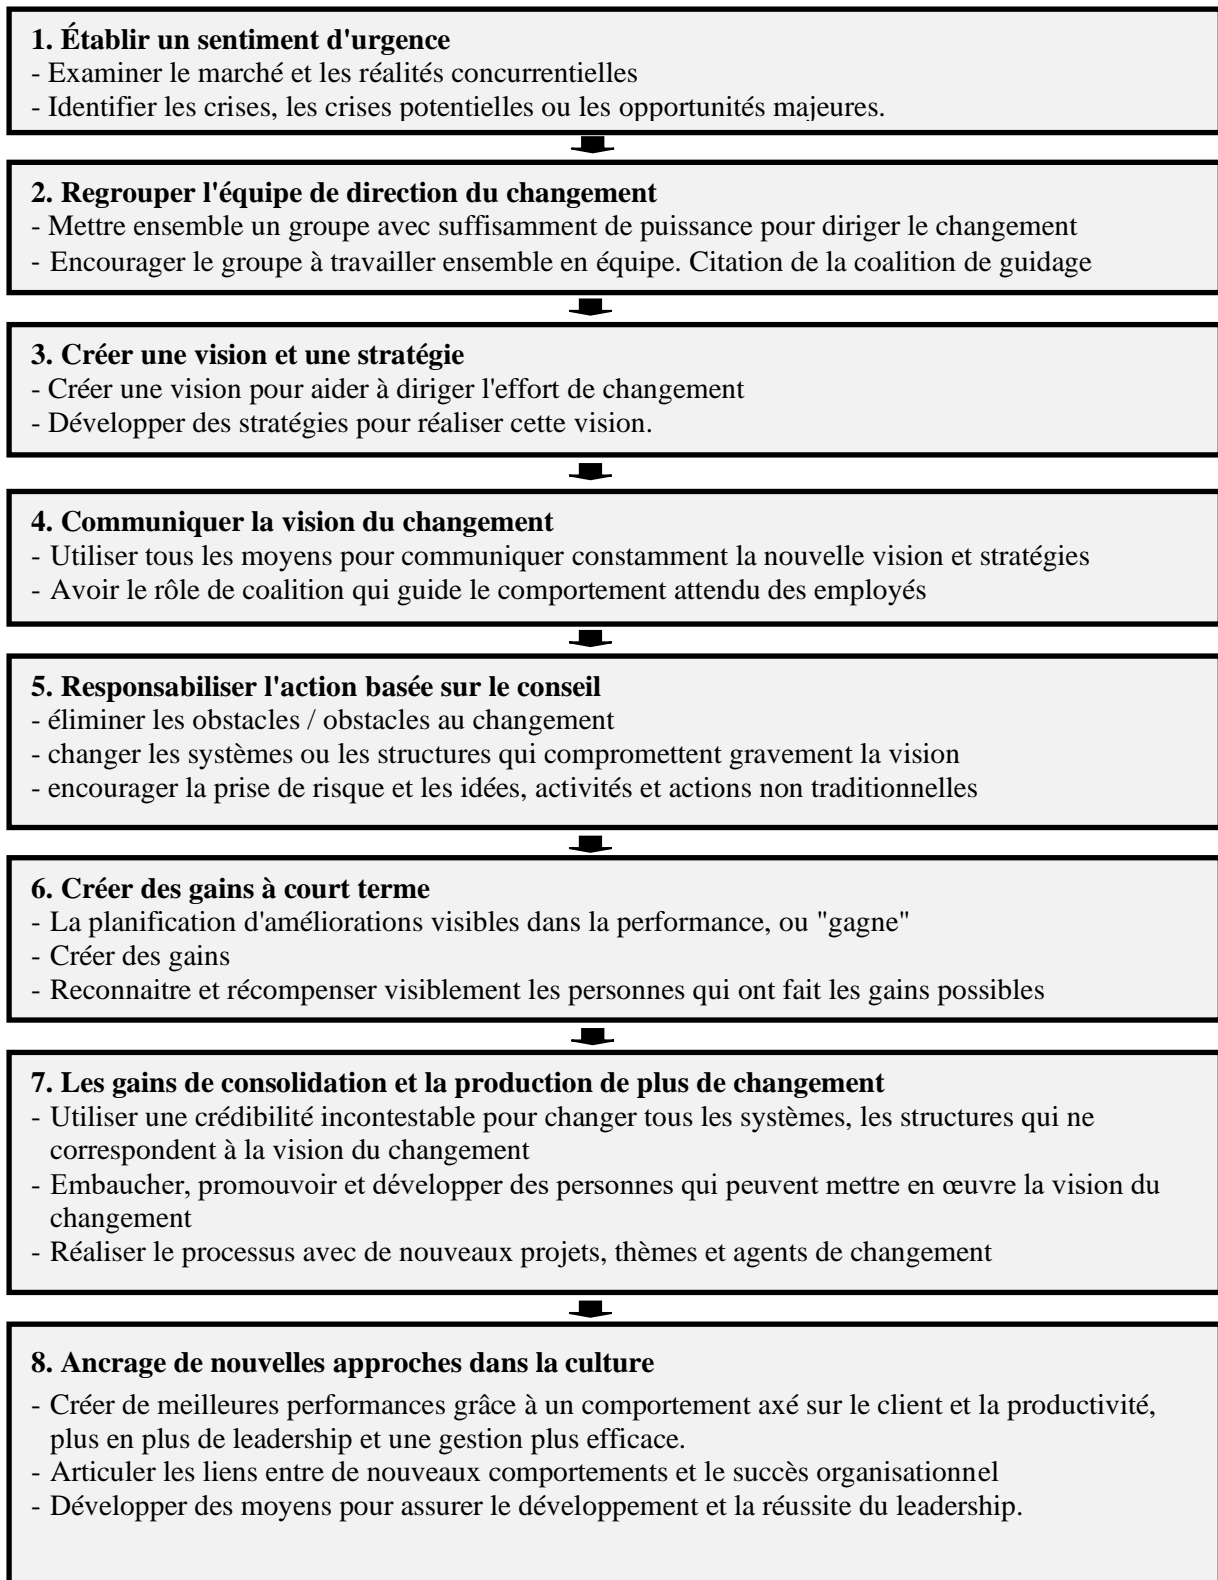 1. Établir un sentiment d'urgence
- Examiner le marché et les réalités concurrentielles
- Identifier les crises, les crises potentielles ou les opportunités majeures.
2. Regrouper l'équipe de direction du changement
- Mettre ensemble un groupe avec suffisamment de puissance pour diriger le changement
- Encourager le groupe à travailler ensemble en équipe. Citation de la coalition de guidage
3. Créer une vision et une stratégie
- Créer une vision pour aider à diriger l'effort de changement
- Développer des stratégies pour réaliser cette vision.
4. Communiquer la vision du changement
- Utiliser tous les moyens pour communiquer constamment la nouvelle vision et stratégies
- Avoir le rôle de coalition qui guide le comportement attendu des employés
5. Responsabiliser l'action basée sur le conseil
- éliminer les obstacles / obstacles au changement
- changer les systèmes ou les structures qui compromettent gravement la vision
- encourager la prise de risque et les idées, activités et actions non traditionnelles
6. Créer des gains à court terme
- La planification d'améliorations visibles dans la performance, ou "gagne"
- Créer des gains
- Reconnaitre et récompenser visiblement les personnes qui ont fait les gains possibles
7. Les gains de consolidation et la production de plus de changement
- Utiliser une crédibilité incontestable pour changer tous les systèmes, les structures qui ne
correspondent à la vision du changement
- Embaucher, promouvoir et développer des personnes qui peuvent mettre en œuvre la vision du
changement
- Réaliser le processus avec de nouveaux projets, thèmes et agents de changement
8. Ancrage de nouvelles approches dans la culture
- Créer de meilleures performances grâce à un comportement axé sur le client et la productivité,
plus en plus de leadership et une gestion plus efficace.
- Articuler les liens entre de nouveaux comportements et le succès organisationnel
- Développer des moyens pour assurer le développement et la réussite du leadership.